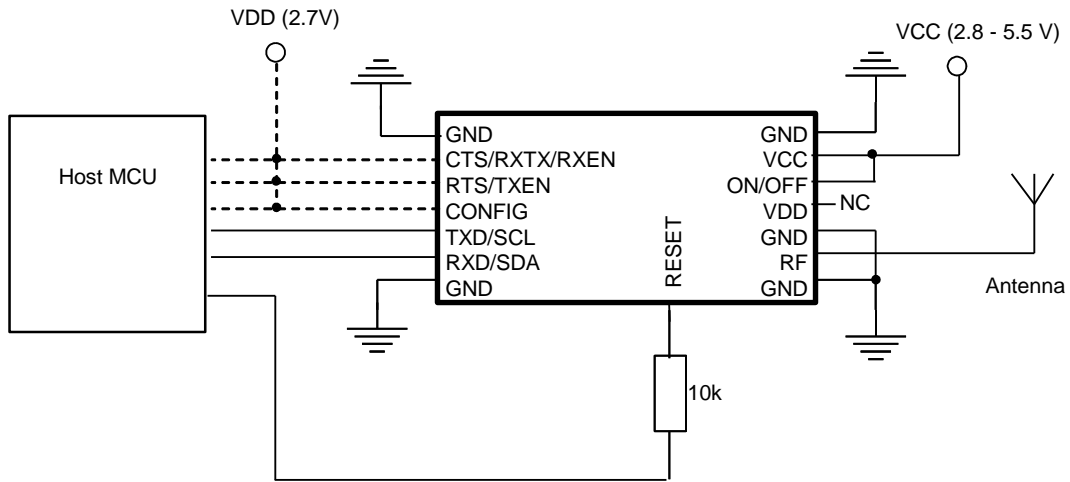 VDD (2.7V)
VCC (2.8 - 5.5 V)
Host MCU
GND
CTS/RXTX/RXEN
RTS/TXEN
CONFIG
TXD/SCL
RXD/SDA
GND
RESET
GND
VCC
ON/OFF
VDD
NC
GND
RF
GND
Antenna
10k